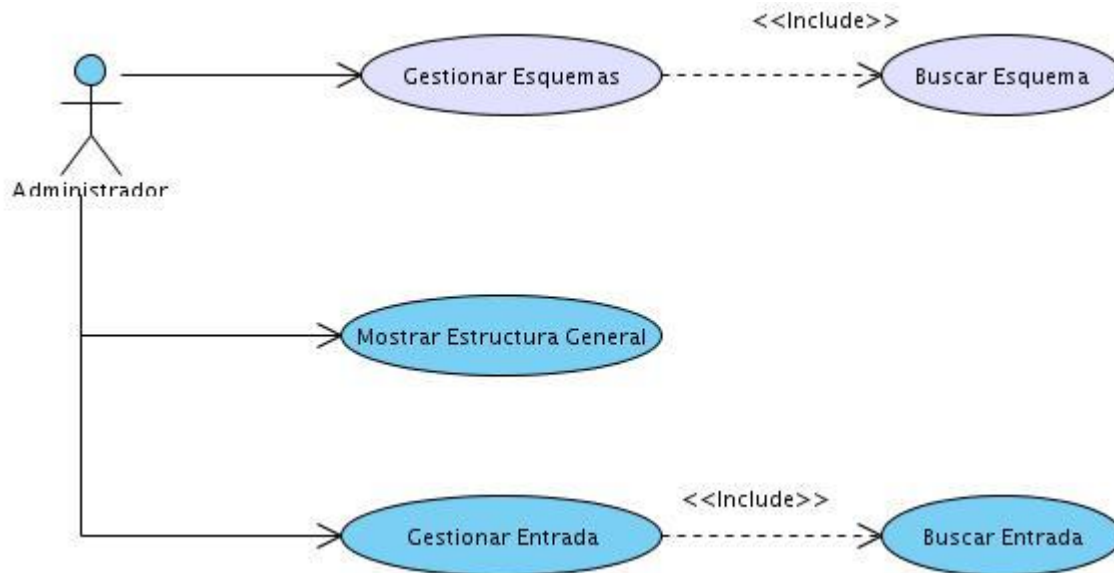 <<Include>>
Gestionar Esquemas
Buscar Esquema
Administrador
Mostrar Estructura General
<<Include>>
Gestionar Entrada
Buscar Entrada